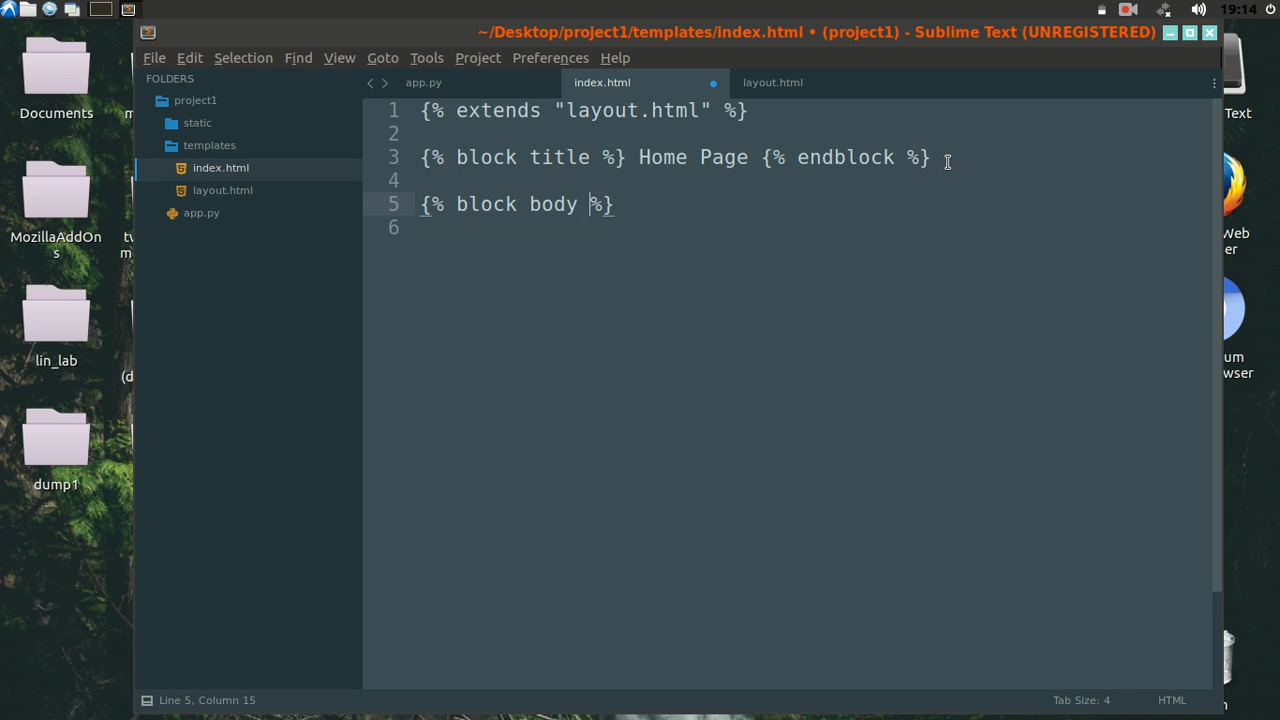 19:14
~/Desktop/project1/templates/index.html • (project1) - Sublime Text (UNREGISTERED)
File Edit Selection Find View Goto Tools Project Preferences Help
FOLDERS
project1
static
templates
index.html
layout.html
app.py
app.py index.html layout.html
1 {% extends "layout.html" %}
2
3 {% block title %} Home Page {% endblock %}
4
5 {% block body %}
6
Line 5, Column 15 Tab Size: 4 HTML
Documents
MozillaAddOn
s
lin_lab
dump1
Text